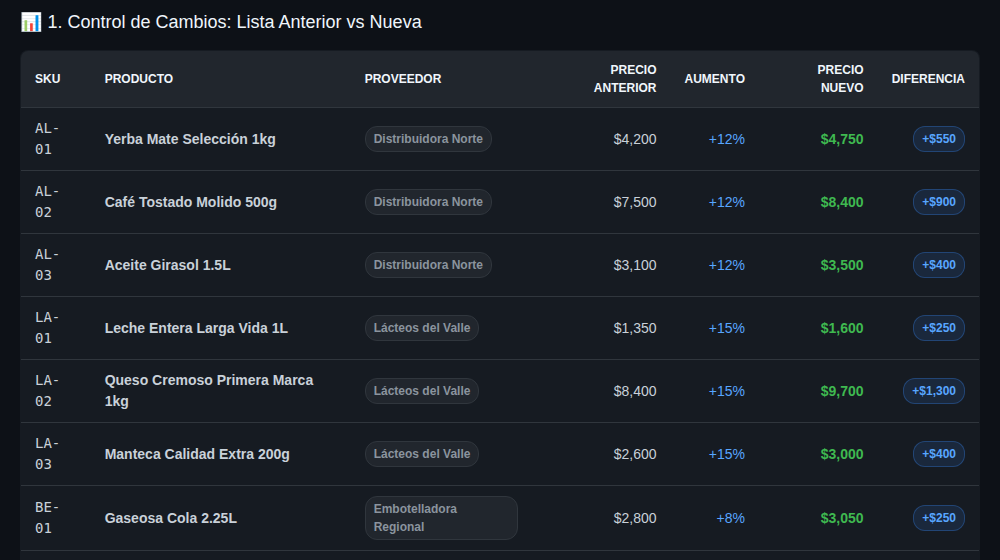 📊 1. Control de Cambios: Lista Anterior vs Nueva
SKU PRODUCTO PROVEEDOR PRECIO ANTERIOR AUMENTO PRECIO NUEVO DIFERENCIA
AL-01 Yerba Mate Selección 1kg Distribuidora Norte $4,200 +12% $4,750 +$550
AL-02 Café Tostado Molido 500g Distribuidora Norte $7,500 +12% $8,400 +$900
AL-03 Aceite Girasol 1.5L Distribuidora Norte $3,100 +12% $3,500 +$400
LA-01 Leche Entera Larga Vida 1L Lácteos del Valle $1,350 +15% $1,600 +$250
LA-02 Queso Cremoso Primera Marca 1kg Lácteos del Valle $8,400 +15% $9,700 +$1,300
LA-03 Manteca Calidad Extra 200g Lácteos del Valle $2,600 +15% $3,000 +$400
BE-01 Gaseosa Cola 2.25L Embotelladora Regional $2,800 +8% $3,050 +$250